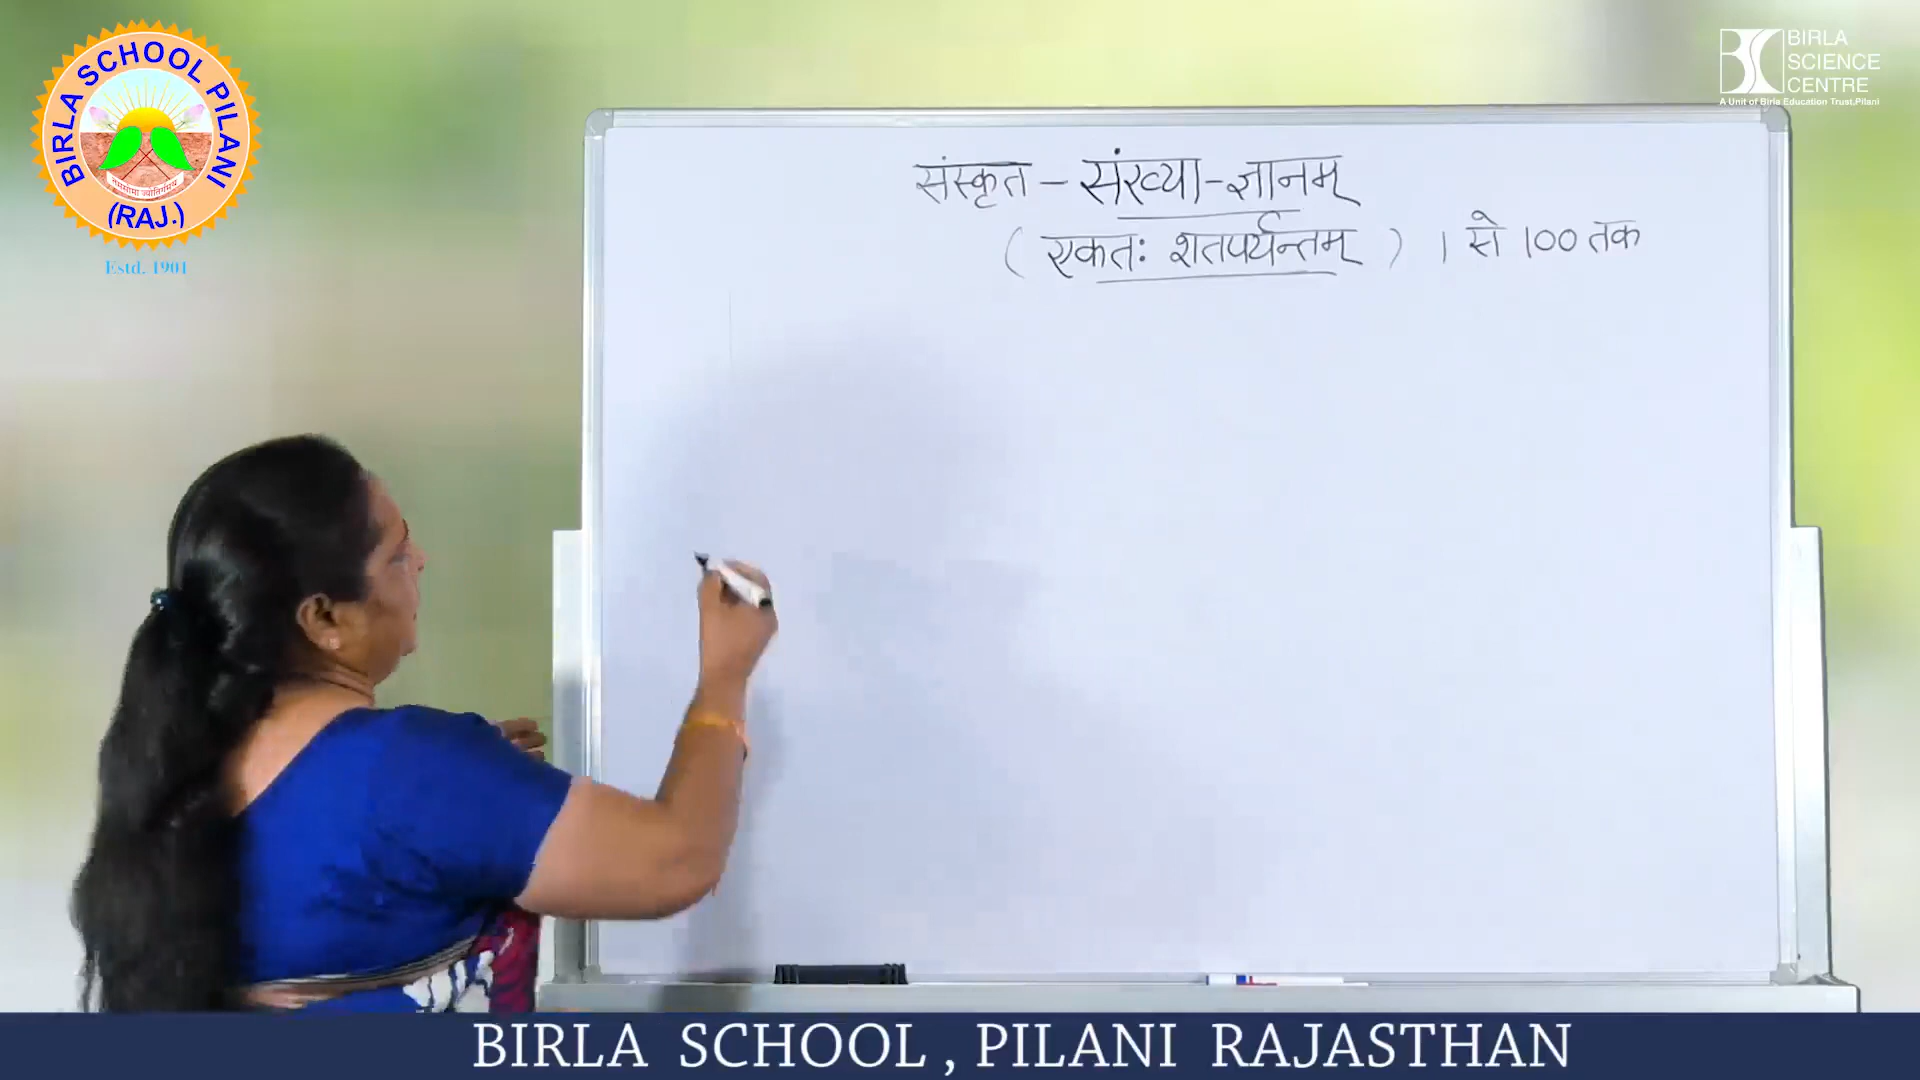 BIRLA SCHOOL PILANI
(RAJ.)
Estd. 1901
BIRLA
SCIENCE
CENTRE
A Unit of Birla Education Trust,Pilani
संस्कृत - संख्या - ज्ञानम्
( एकतः शतपर्यन्तम् ) 1 से 100 तक
BIRLA SCHOOL , PILANI RAJASTHAN